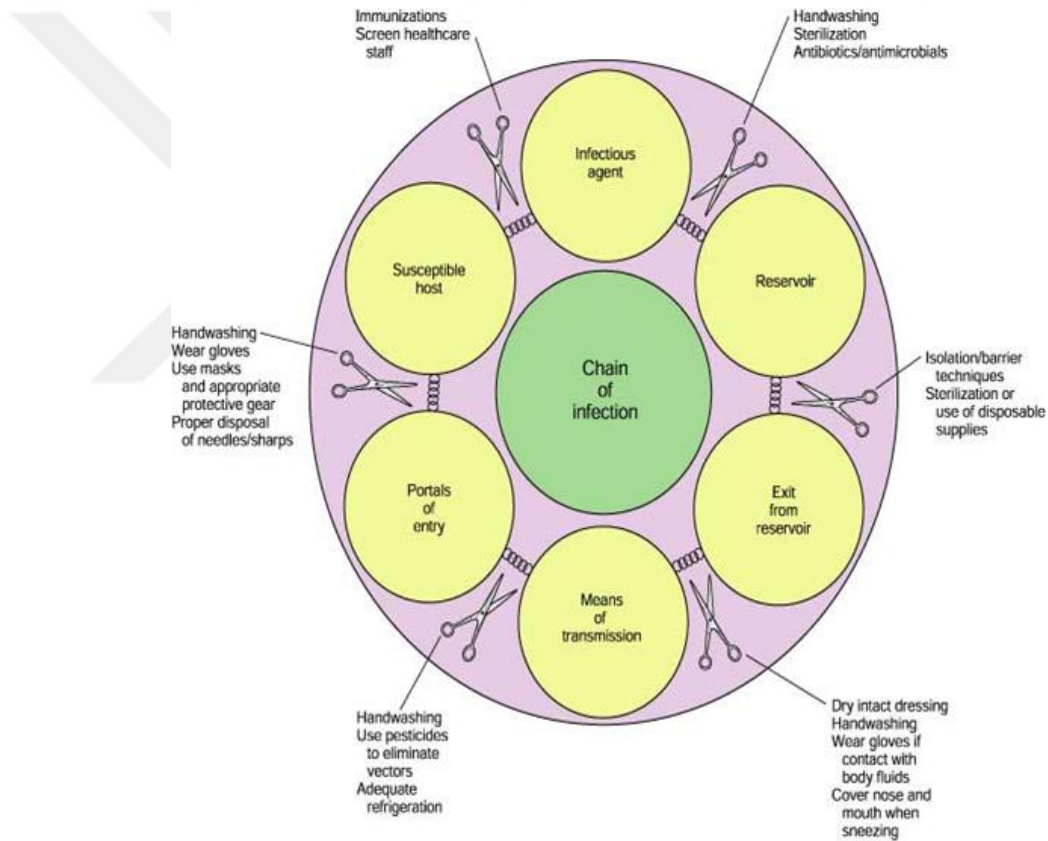 Immunizations
Screen healthcare
staff
Handwashing
Sterilization
Antibiotics/antimicrobials
Infectious
agent
Susceptible
host
Reservoir
Handwashing
Wear gloves
Use masks
and appropriate
protective gear
Proper disposal
of needles/sharps
Chain
of
infection
Isolation/barrier
techniques
Sterilization or
use of disposable
supplies
Portals
of
entry
Exit
from
reservoir
Means
of
transmission
Handwashing
Use pesticides
to eliminate
vectors
Adequate
refrigeration
Dry intact dressing
Handwashing
Wear gloves if
contact with
body fluids
Cover nose and
mouth when
sneezing